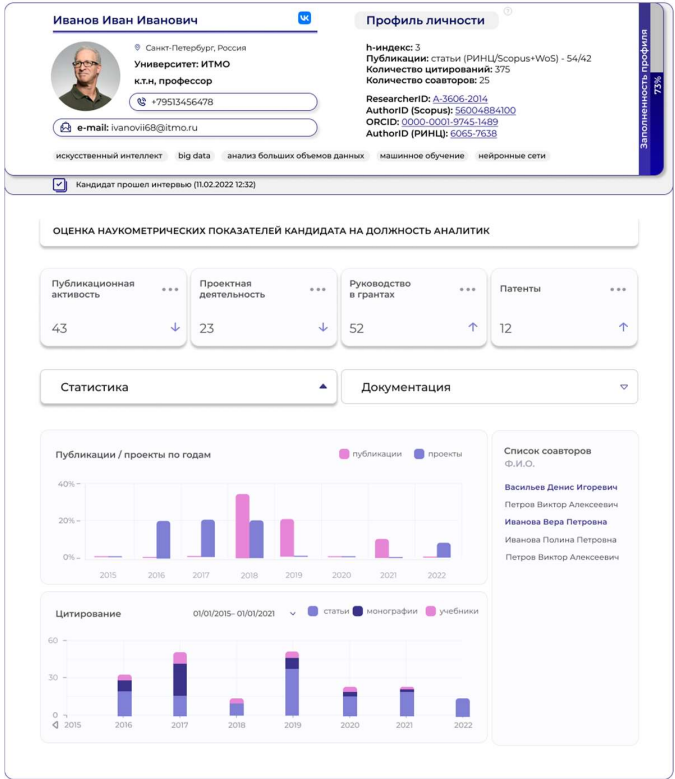 Иванов Иван Иванович
Санкт-Петербург, Россия
Университет: ИТМО
к.т.н, профессор
+79513456478
e-mail: ivanovii68@itmo.ru
Профиль личности
?
h-индекс: 3
Публикации: статьи (РИНЦ/Scopus+WoS) - 54/42
Количество цитирований: 375
Количество соавторов: 25
ResearcherID: A-3606-2014
AuthorID (Scopus): 56004884100
ORCID: 0000-0001-9745-1489
AuthorID (РИНЦ): 6065-7638
Заполненность профиля
73%
искусственный интеллект big data анализ больших объемов данных машинное обучение нейронные сети
Кандидат прошел интервью (11.02.2022 12:32)
ОЦЕНКА НАУКОМЕТРИЧЕСКИХ ПОКАЗАТЕЛЕЙ КАНДИДАТА НА ДОЛЖНОСТЬ АНАЛИТИК
Публикационная
активость
43
Проектная
деятельность
23
Руководство
в грантах
52
Патенты
12
Статистика
Документация
Публикации / проекты по годам
публикации проекты
40%
20%
0%
2015 2016 2017 2018 2019 2020 2021 2022
Цитирование
01/01/2015– 01/01/2021
статьи монографии учебники
60
30
0
2015 2016 2017 2018 2019 2020 2021 2022
Список соавторов
Ф.И.О.
Васильев Денис Игоревич
Петров Виктор Алексеевич
Иванова Вера Петровна
Иванова Полина Петровна
Петров Виктор Алексеевич